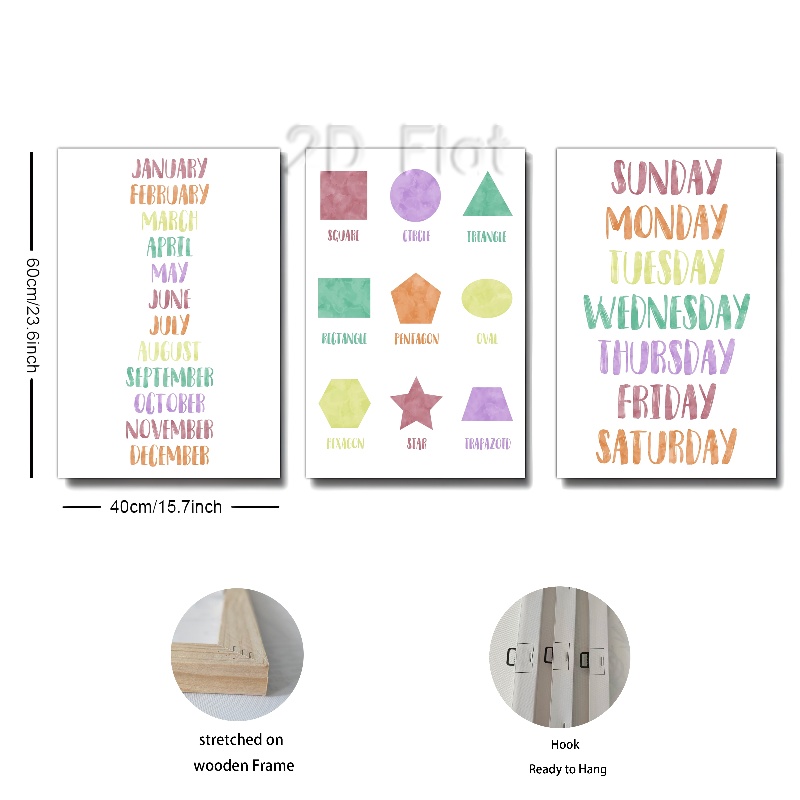 2D Flat
JANUARY
FEBRUARY
MARCH
APRIL
MAY
JUNE
JULY
AUGUST
SEPTEMBER
OCTOBER
NOVEMBER
DECEMBER
60cm/23.6inch
40cm/15.7inch
SQUARE
CIRCLE
TRIANGLE
RECTANGLE
PENTAGON
OVAL
HEXAGON
STAR
TRAPAZOID
SUNDAY
MONDAY
TUESDAY
WEDNESDAY
THURSDAY
FRIDAY
SATURDAY
stretched on
wooden Frame
Hook
Ready to Hang